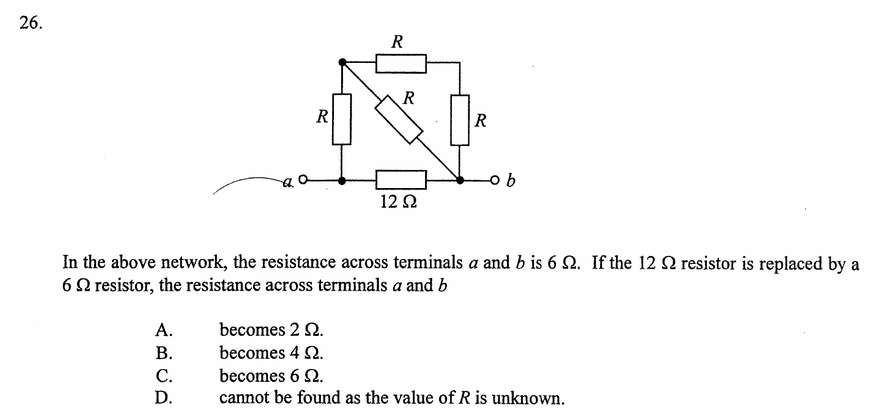 26.
R
R
R
R
a
b
12 Ω
In the above network, the resistance across terminals a and b is 6 Ω. If the 12 Ω resistor is replaced by a
6 Ω resistor, the resistance across terminals a and b
A. becomes 2 Ω.
B. becomes 4 Ω.
C. becomes 6 Ω.
D. cannot be found as the value of R is unknown.